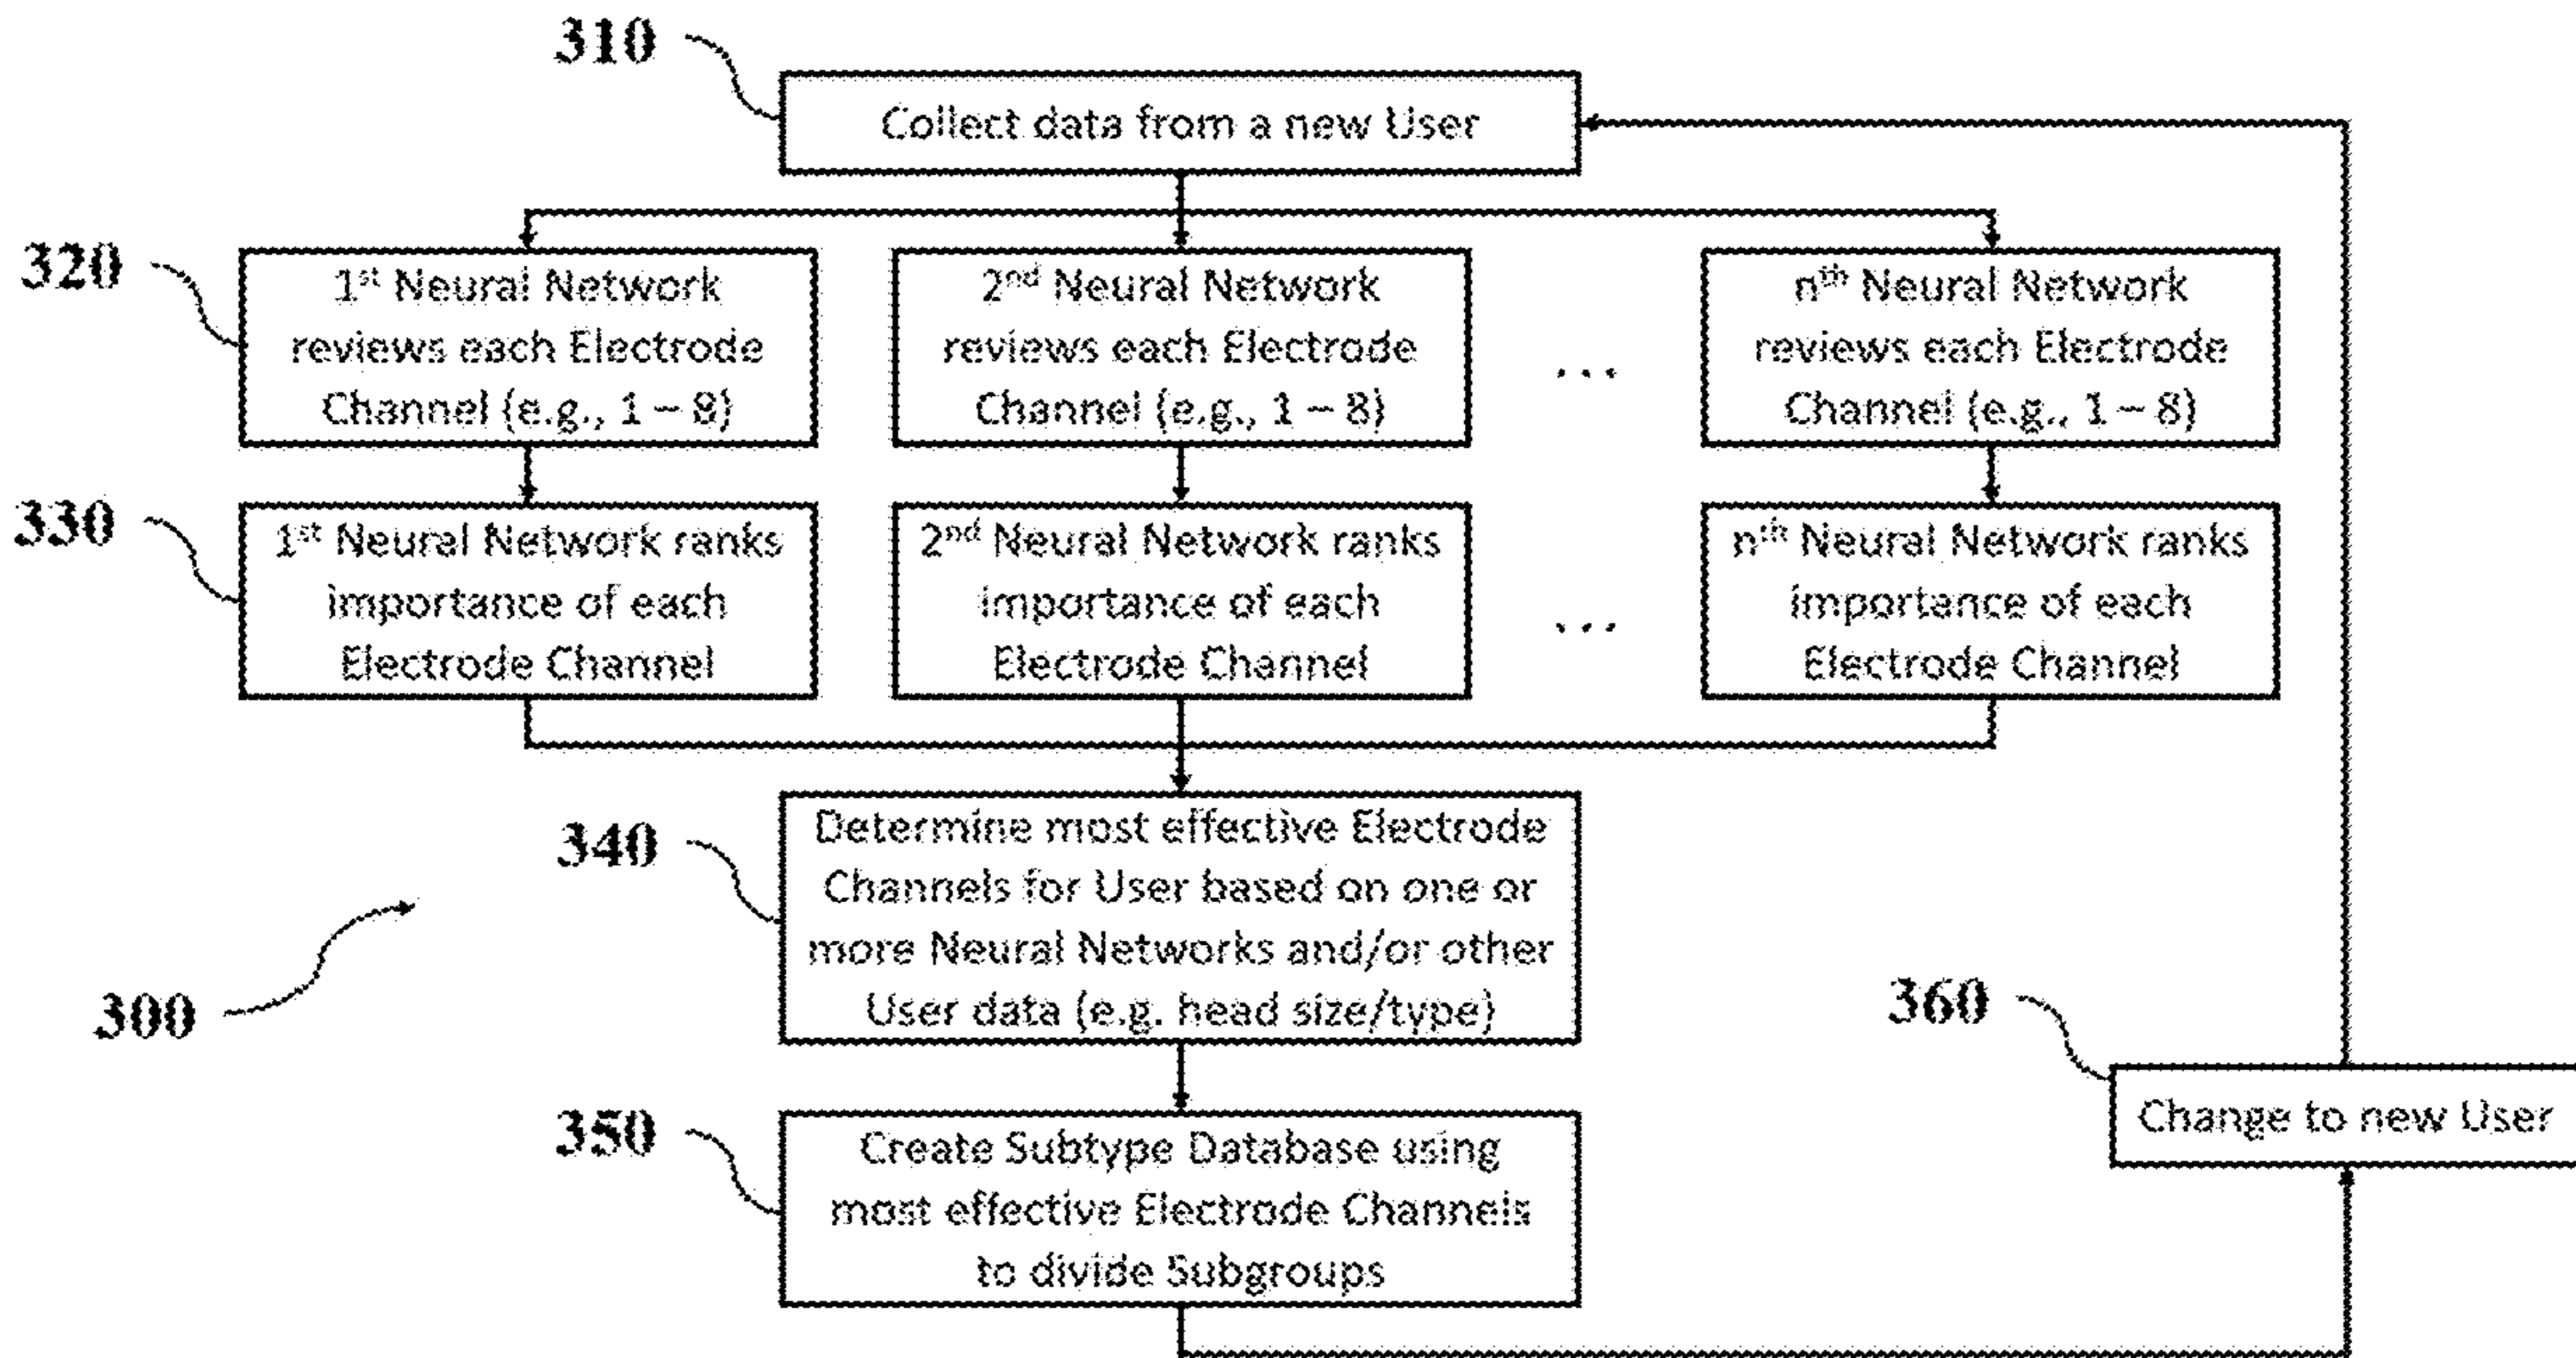 310
Collect data from a new User
320
1st Neural Network
reviews each Electrode
Channel (e.g., 1 – 8)
2nd Neural Network
reviews each Electrode
Channel (e.g., 1 – 8)
...
nth Neural Network
reviews each Electrode
Channel (e.g., 1 – 8)
330
1st Neural Network ranks
importance of each
Electrode Channel
2nd Neural Network ranks
importance of each
Electrode Channel
...
nth Neural Network ranks
importance of each
Electrode Channel
340
Determine most effective Electrode
Channels for User based on one or
more Neural Networks and/or other
User data (e.g. head size/type)
300
360
Change to new User
350
Create Subtype Database using
most effective Electrode Channels
to divide Subgroups